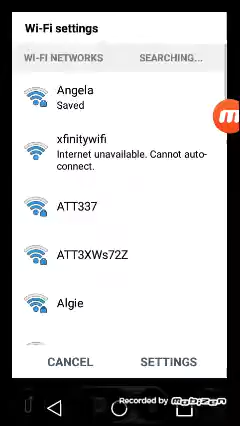 Wi-Fi settings
WI-FI NETWORKS SEARCHING...
Angela
Saved
xfinitywifi
Internet unavailable. Cannot auto-
connect.
ATT337
ATT3XWs72Z
Algie
CANCEL SETTINGS
Recorded by MOBIZEN